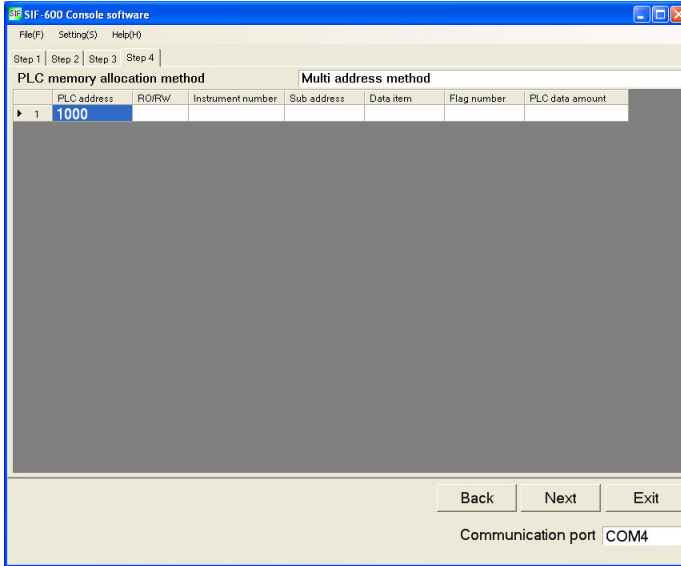 SIF SIF-600 Console software
File(F) Setting(S) Help(H)
Step 1 Step 2 Step 3 Step 4
PLC memory allocation method Multi address method
PLC address RO/RW Instrument number Sub address Data item Flag number PLC data amount
1 1000
Back Next Exit
Communication port COM4